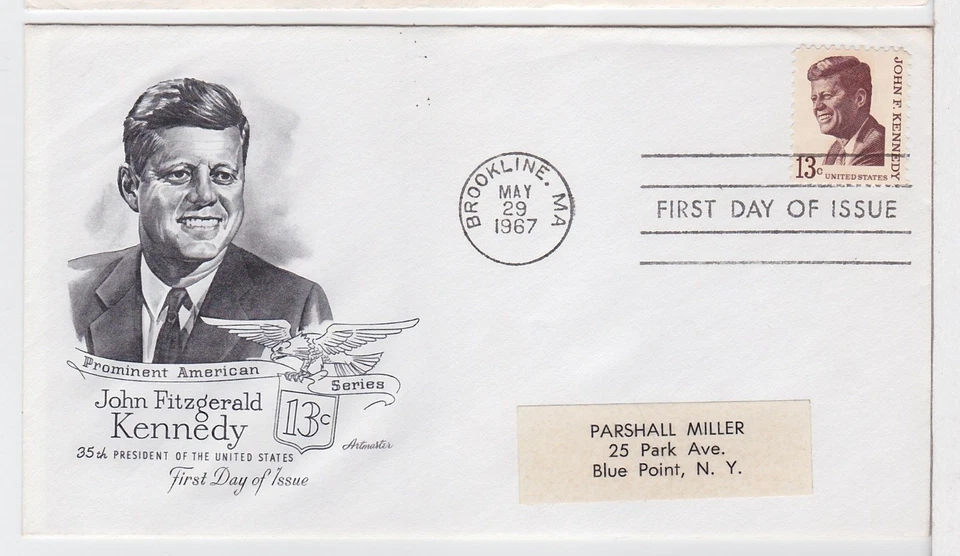 Prominent American
Series
John Fitzgerald
Kennedy
13c
35th PRESIDENT OF THE UNITED STATES
Artmaster
First Day of Issue
BROOKLINE. MA
MAY
29
1967
JOHN F. KENNEDY
13c UNITED STATES
FIRST DAY OF ISSUE
PARSHALL MILLER
25 Park Ave.
Blue Point, N. Y.